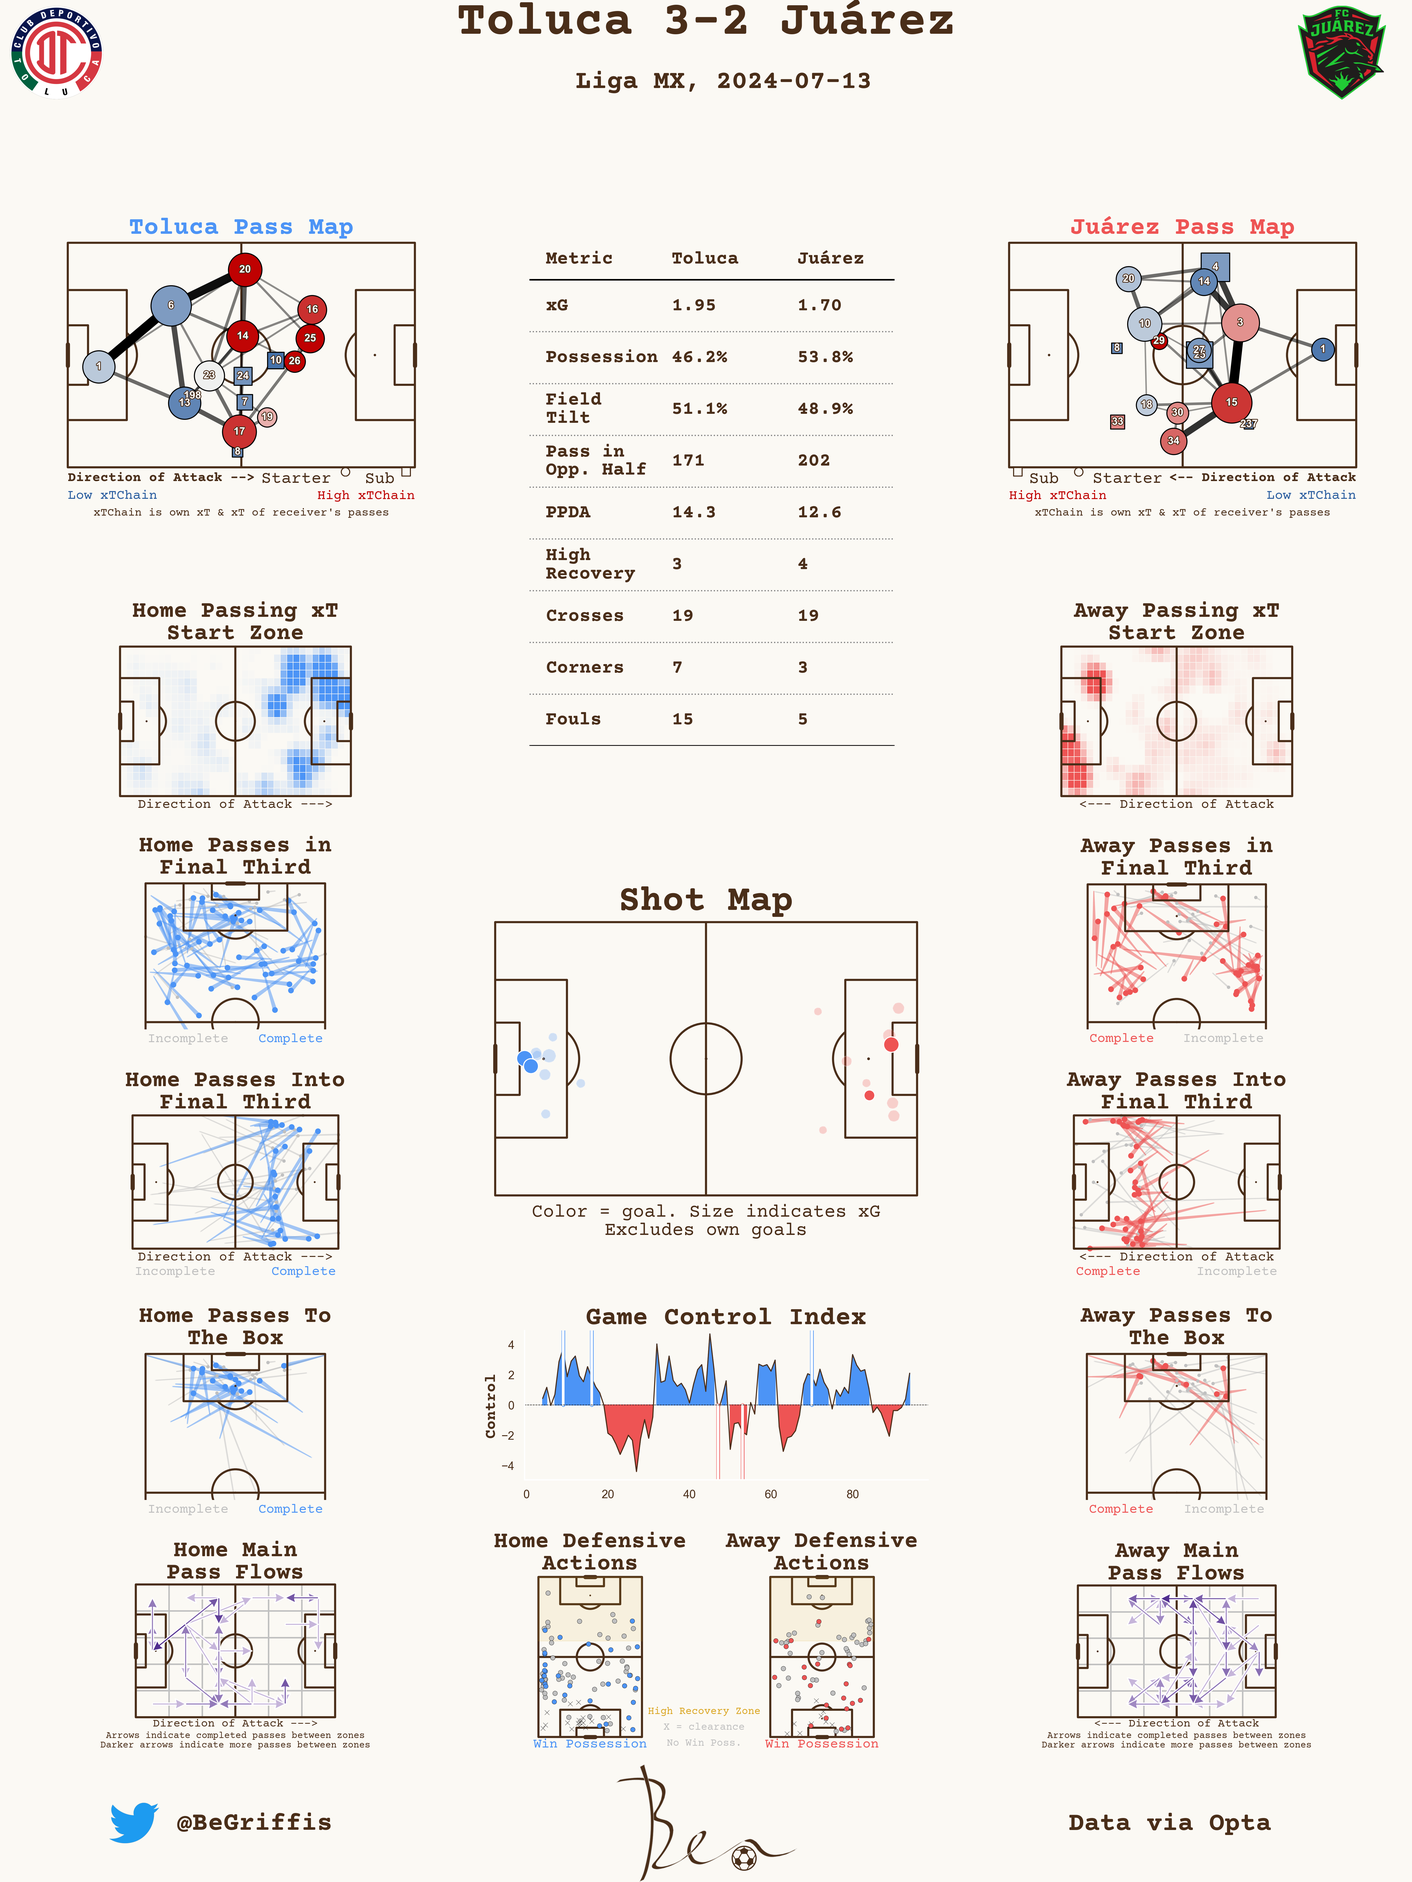 Toluca 3-2 Juárez
Liga MX, 2024-07-13
CLUB DEPORTIVO
TOLUCA
FC
JUÁREZ
Toluca Pass Map
20
6
16
14
25
10
26
1
23
24
198
13
7
19
17
8
Direction of Attack --> Starter Sub
Low xTChain High xTChain
xTChain is own xT & xT of receiver's passes
Metric Toluca Juárez
xG 1.95 1.70
Possession 46.2% 53.8%
Field
Tilt 51.1% 48.9%
Pass in
Opp. Half 171 202
PPDA 14.3 12.6
High
Recovery 3 4
Crosses 19 19
Corners 7 3
Fouls 15 5
Juárez Pass Map
4
20
14
10
3
29
8
27
1
15
18
30
33
237
34
Sub Starter <-- Direction of Attack
High xTChain Low xTChain
xTChain is own xT & xT of receiver's passes
Home Passing xT
Start Zone
Direction of Attack --->
Away Passing xT
Start Zone
<--- Direction of Attack
Home Passes in
Final Third
Incomplete Complete
Away Passes in
Final Third
Complete Incomplete
Shot Map
Color = goal. Size indicates xG
Excludes own goals
Home Passes Into
Final Third
Direction of Attack --->
Incomplete Complete
Away Passes Into
Final Third
<--- Direction of Attack
Complete Incomplete
Home Passes To
The Box
Incomplete Complete
Game Control Index
Control
4
2
0
−2
−4
0 20 40 60 80
Away Passes To
The Box
Complete Incomplete
Home Main
Pass Flows
Direction of Attack --->
Arrows indicate completed passes between zones
Darker arrows indicate more passes between zones
Home Defensive
Actions
Win Possession
High Recovery Zone
X = clearance
No Win Poss.
Away Defensive
Actions
Win Possession
Away Main
Pass Flows
<--- Direction of Attack
Arrows indicate completed passes between zones
Darker arrows indicate more passes between zones
@BeGriffis
Data via Opta